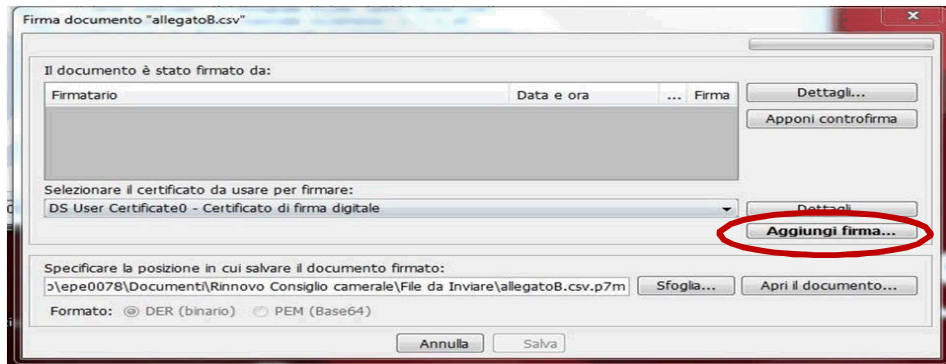 Firma documento "allegatoB.csv"
Il documento è stato firmato da:
Firmatario Data e ora ... Firma
Dettagli...
Apponi controfirma
Selezionare il certificato da usare per firmare:
DS User Certificate0 - Certificato di firma digitale
Dettagli...
Aggiungi firma...
Specificare la posizione in cui salvare il documento firmato:
\epe0078\Documenti\Rinnovo Consiglio camerale\File da Inviare\allegatoB.csv.p7m Sfoglia... Apri il documento...
Formato: DER (binario) PEM (Base64)
Annulla Salva